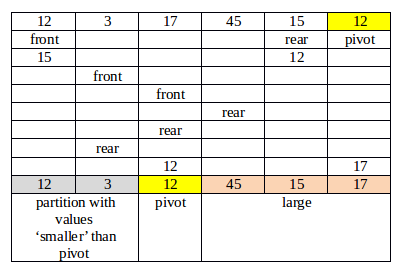 12 3 17 45 15 12
front rear pivot
15 12
front
front
rear
rear
rear
12 17
12 3 12 45 15 17
partition with pivot large
values
‘smaller’ than
pivot